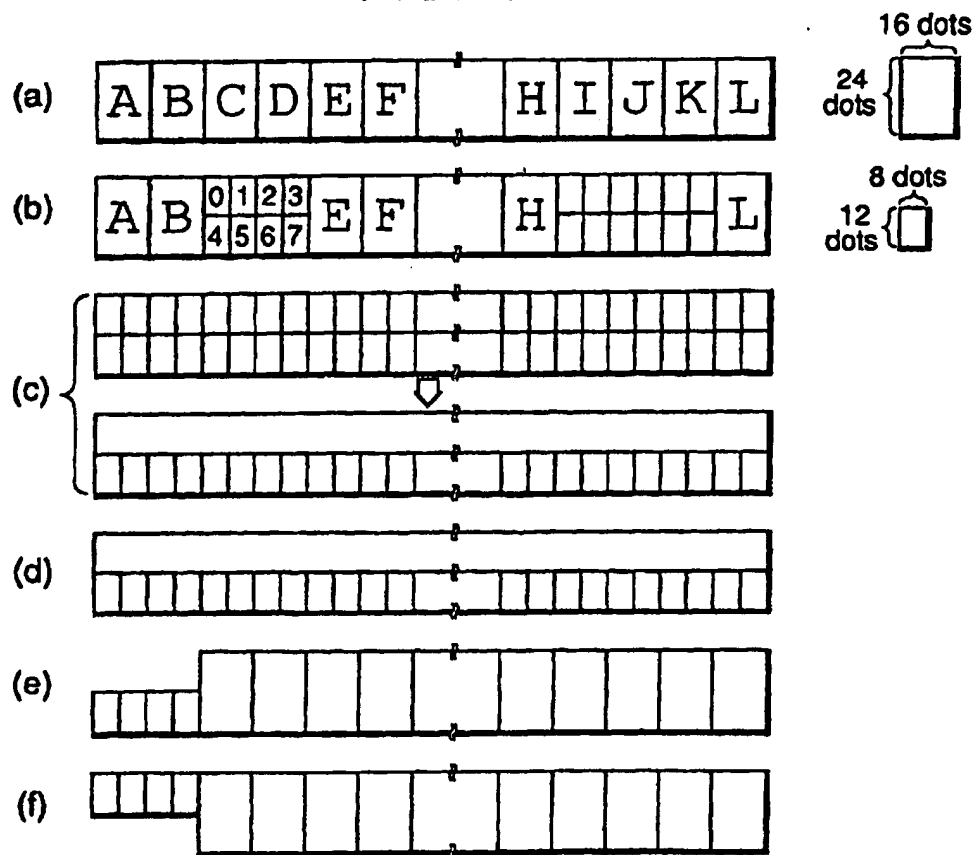 16 dots
(a) A B C D E F H I J K L
24 dots
(b) A B 0 1 2 3 E F H L
4 5 6 7
8 dots
12 dots
(c)
(d)
(e)
(f)